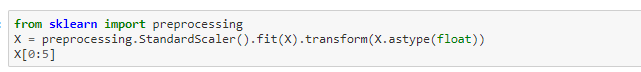 from sklearn import preprocessing
X = preprocessing.StandardScaler().fit(X).transform(X.astype(float))
X[0:5]